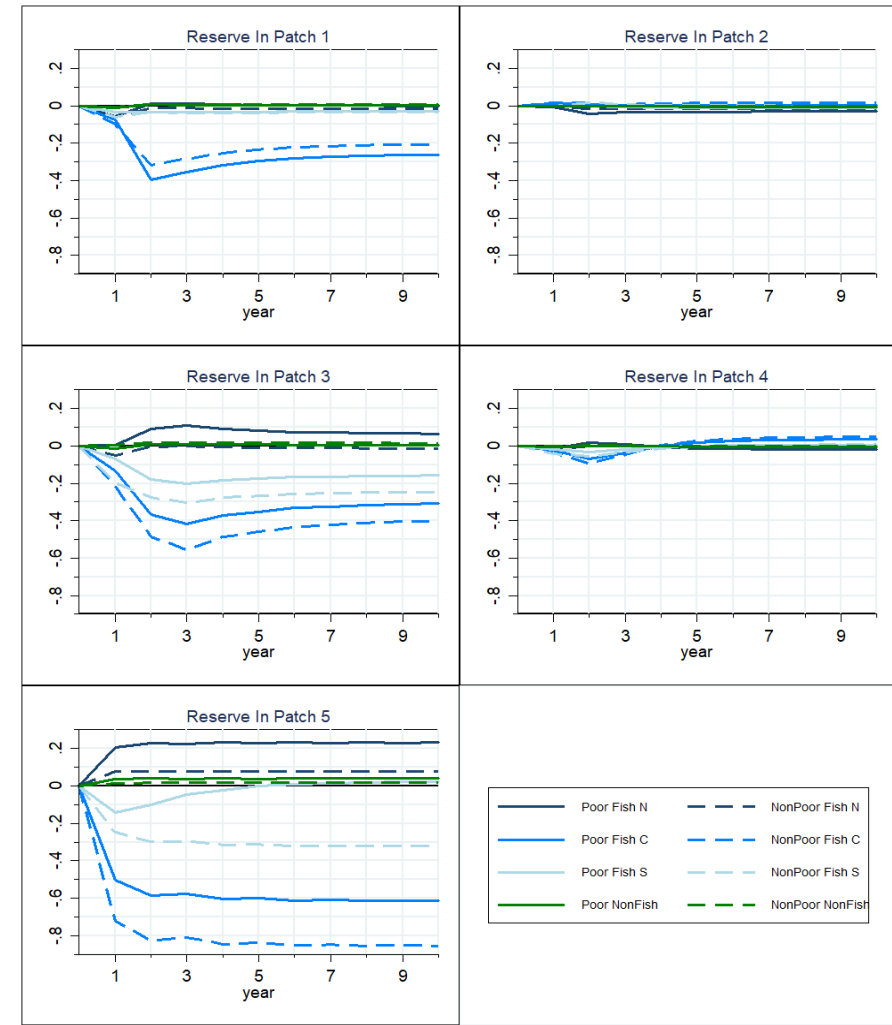 Reserve In Patch 1
.2
0
-.2
-.4
-.6
-.8
1 3 5 7 9
year
Reserve In Patch 2
.2
0
-.2
-.4
-.6
-.8
1 3 5 7 9
year
Reserve In Patch 3
.2
0
-.2
-.4
-.6
-.8
1 3 5 7 9
year
Reserve In Patch 4
.2
0
-.2
-.4
-.6
-.8
1 3 5 7 9
year
Reserve In Patch 5
.2
0
-.2
-.4
-.6
-.8
1 3 5 7 9
year
Poor Fish N NonPoor Fish N
Poor Fish C NonPoor Fish C
Poor Fish S NonPoor Fish S
Poor NonFish NonPoor NonFish